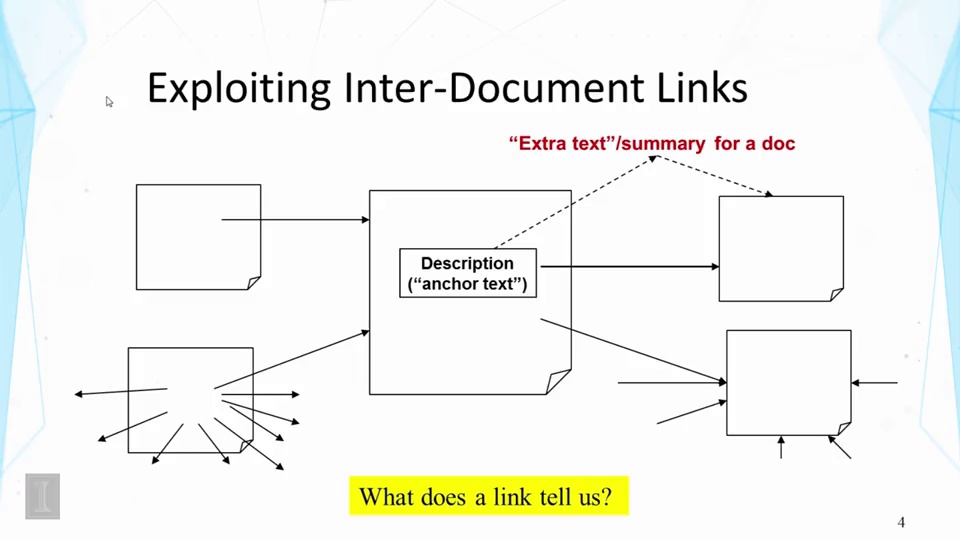 Exploiting Inter-Document Links
“Extra text”/summary for a doc
Description
(“anchor text”)
What does a link tell us?
4